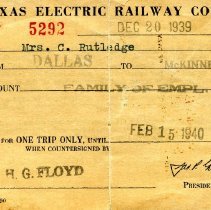 XAS ELECTRIC RAILWAY CO
5292 DEC 20 1939
Mrs. C. Rutledge
DALLAS TO MCKINNE
OUNT FAMILY OF EMPL
FOR ONE TRIP ONLY, UNTIL FEB 15 1940
WHEN COUNTERSIGNED BY
H. G. FLOYD
PRESIDE